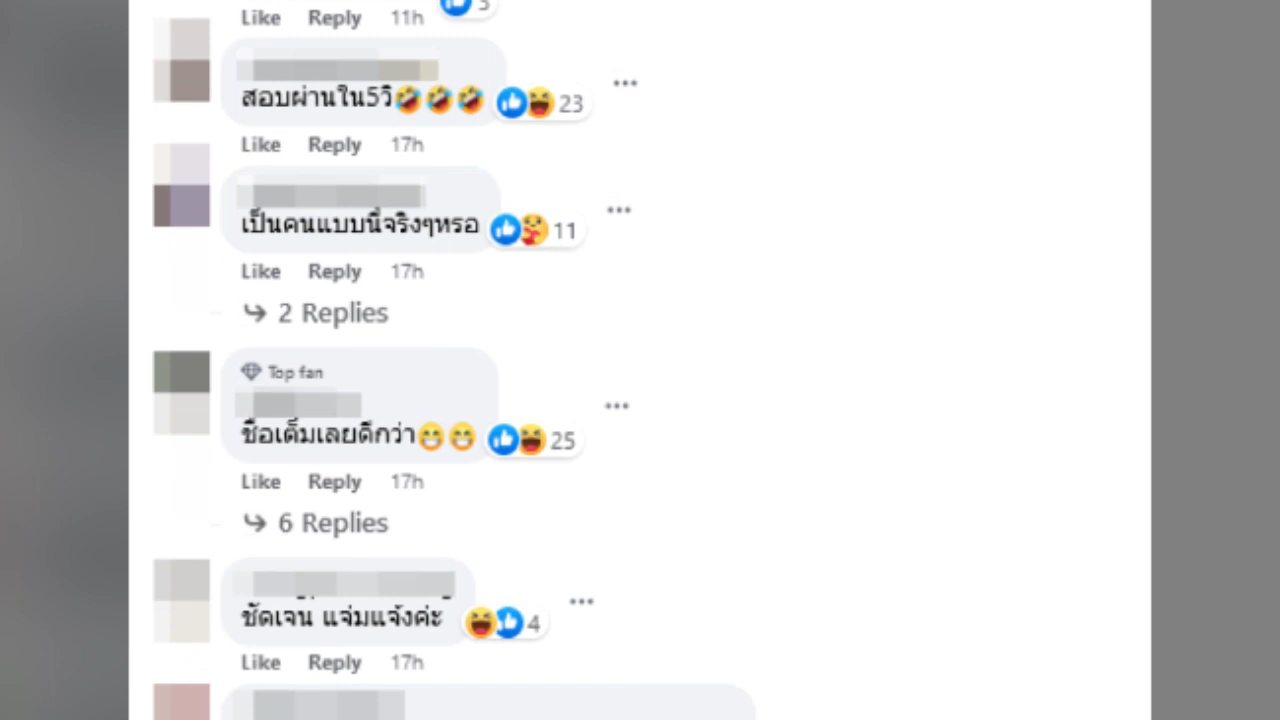 Like Reply 11h 3
สอบผ่านใน5วิ🤣🤣🤣 23
Like Reply 17h
เป็นคนแบบนี้จริงๆหรอ 11
Like Reply 17h
2 Replies
Top fan
ชื่อเต็มเลยดีกว่า😁😁 25
Like Reply 17h
6 Replies
ชัดเจน แจ่มแจ้งค่ะ 4
Like Reply 17h